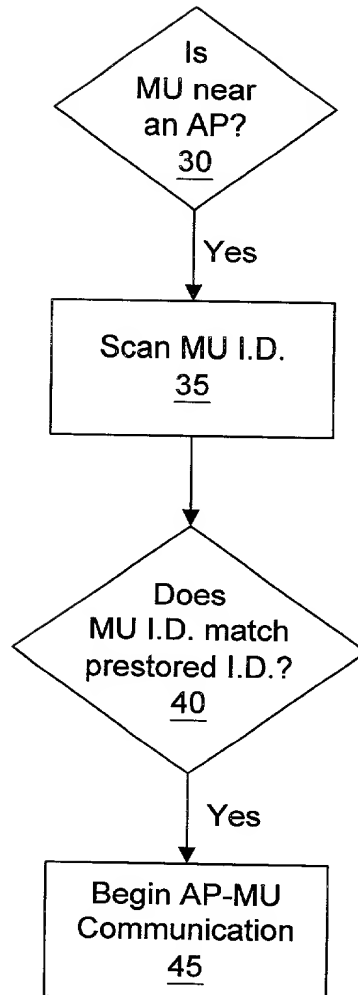 Is
MU near
an AP?
30
Yes
Scan MU I.D.
35
Does
MU I.D. match
prestored I.D.?
40
Yes
Begin AP-MU
Communication
45